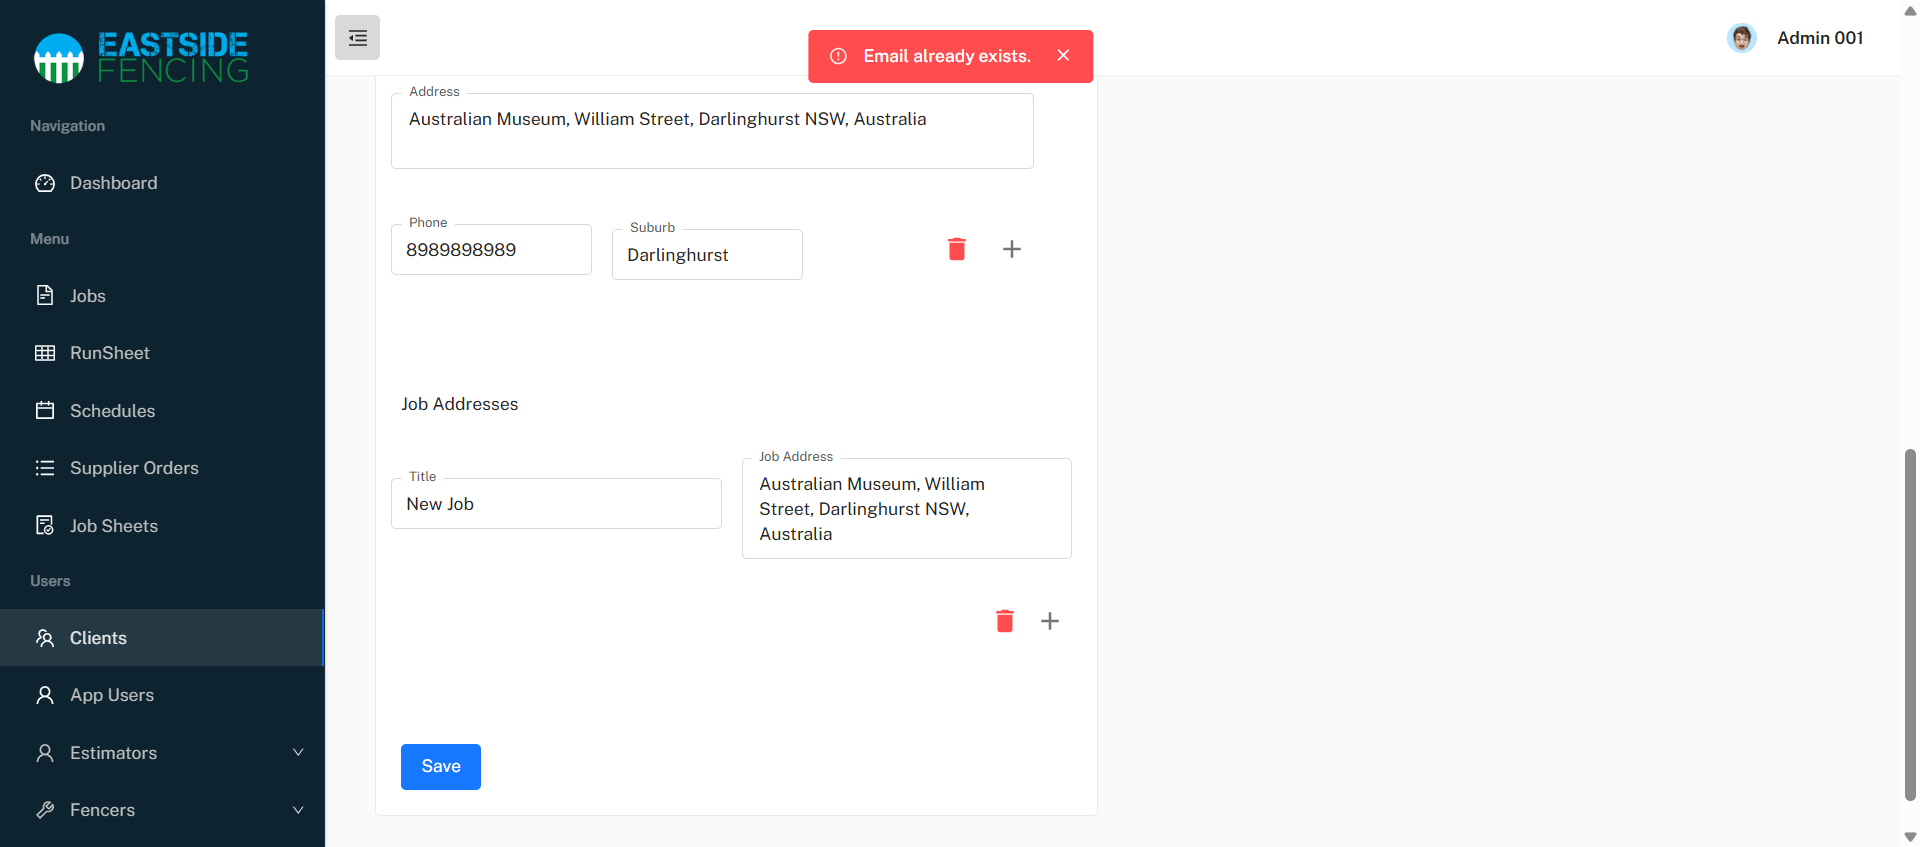 EASTSIDE
FENCING
Navigation
Dashboard
Menu
Jobs
RunSheet
Schedules
Supplier Orders
Job Sheets
Users
Clients
App Users
Estimators
Fencers
Email already exists.
Admin 001
Address
Australian Museum, William Street, Darlinghurst NSW, Australia
Phone
8989898989
Suburb
Darlinghurst
Job Addresses
Title
New Job
Job Address
Australian Museum, William
Street, Darlinghurst NSW,
Australia
Save